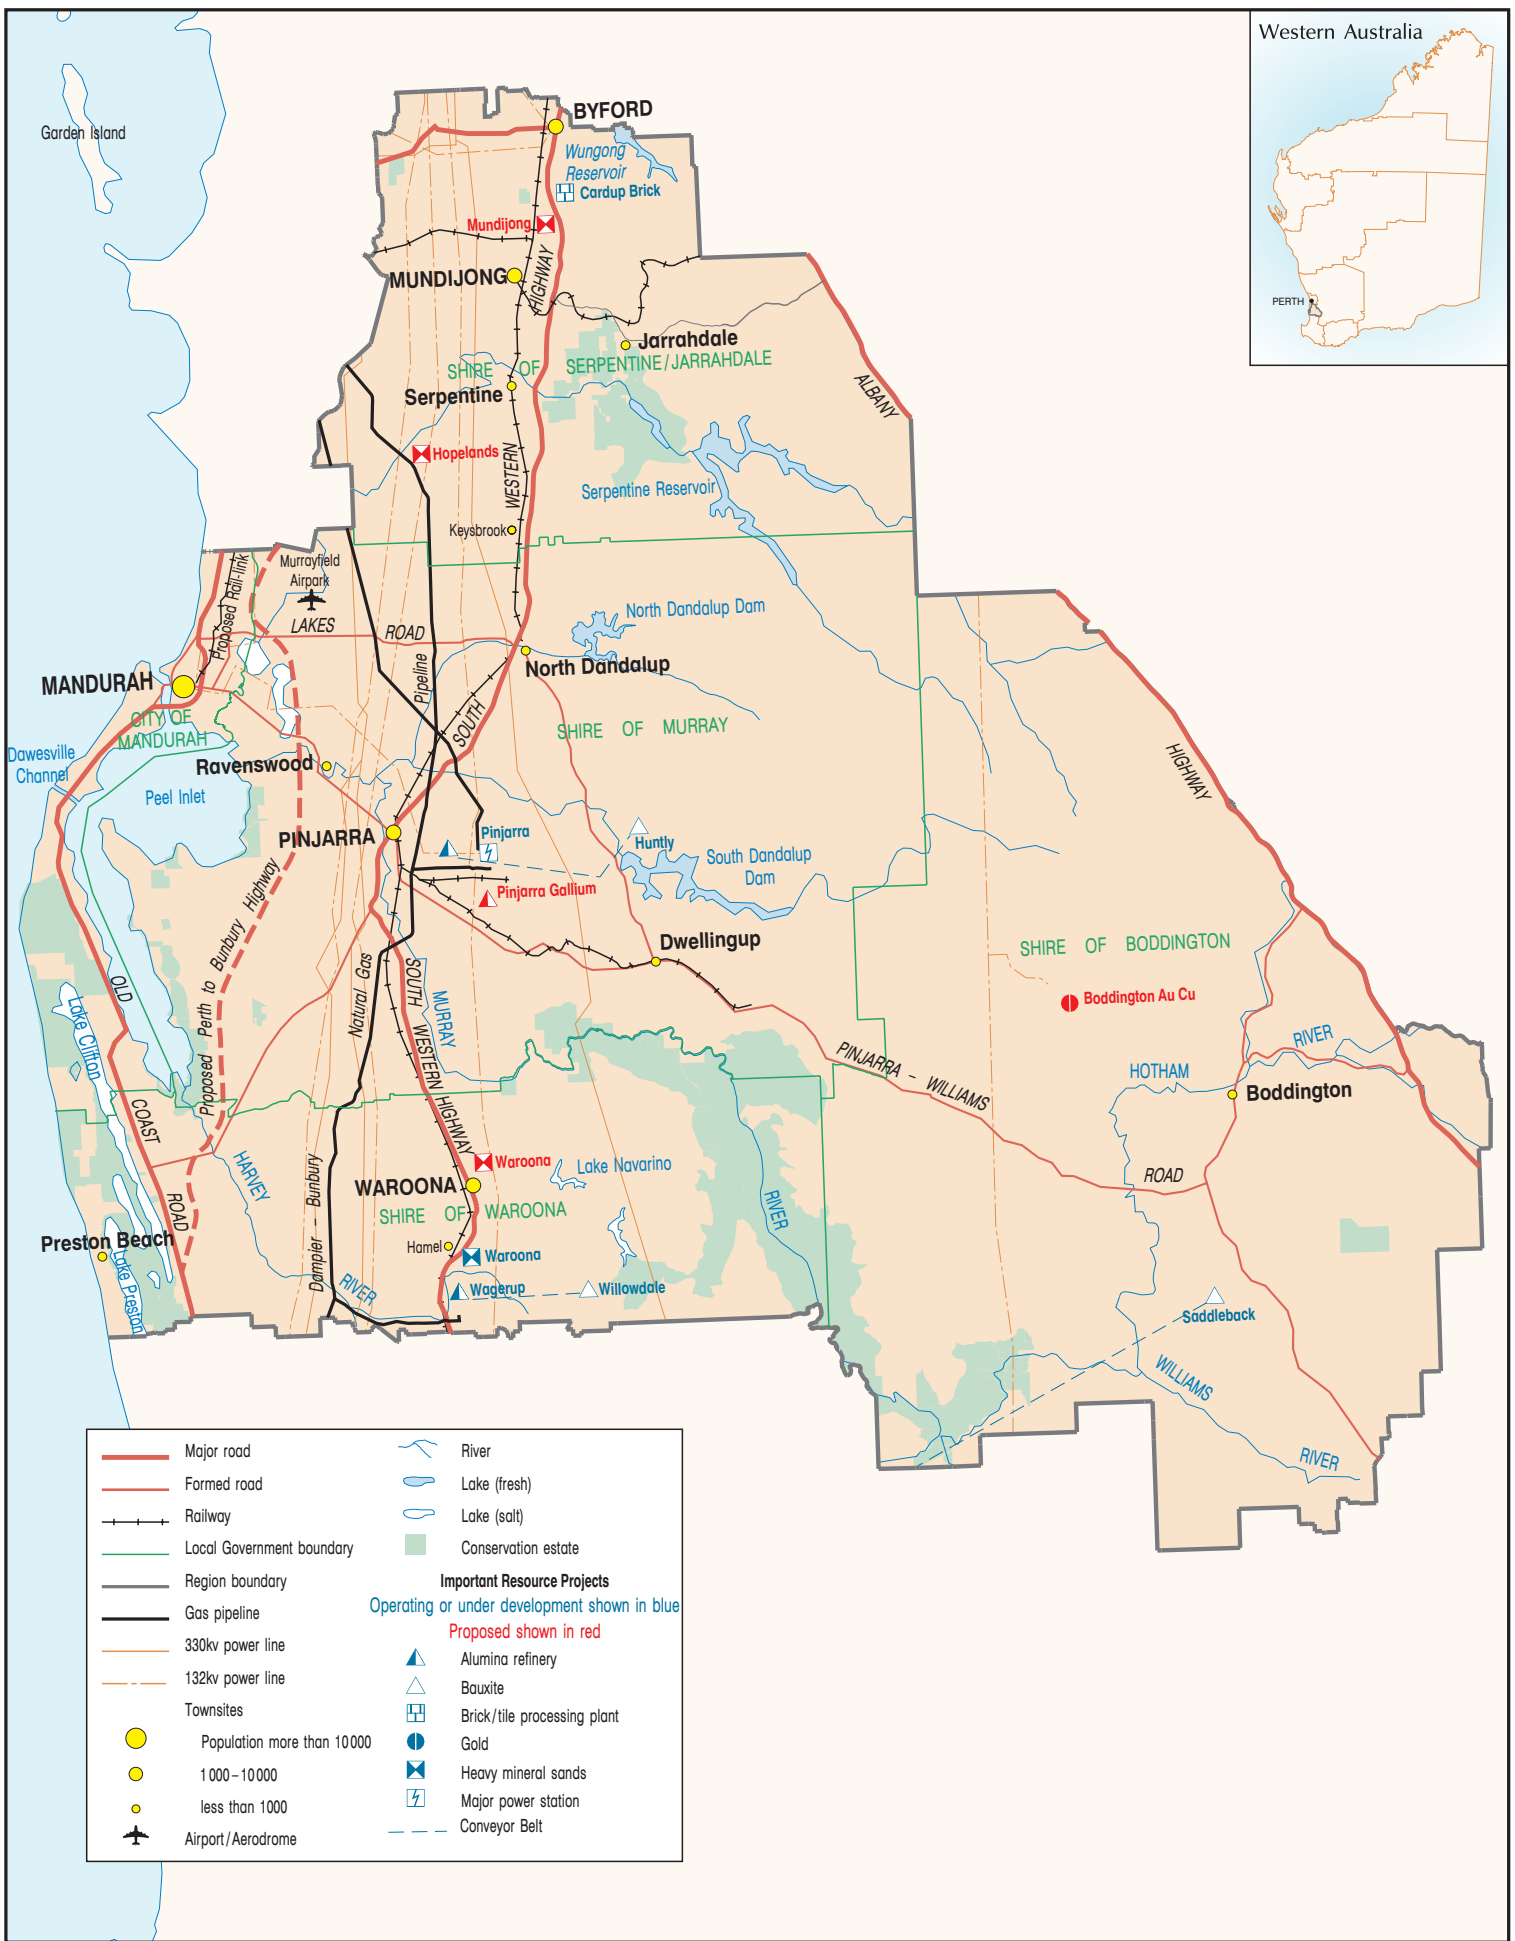 Western Australia
PERTH
Garden Island
BYFORD
Wungong
Reservoir
Cardup Brick
Mundijong
HIGHWAY
MUNDIJONG
Jarrahdale
SHIRE OF SERPENTINE/JARRAHDALE
Serpentine
ALBANY
Hopelands
WESTERN
Serpentine Reservoir
Keysbrook
Proposed Rail-link
Murrayfield
Airpark
LAKES ROAD
North Dandalup Dam
Pipeline
North Dandalup
MANDURAH
CITY OF
MANDURAH
SOUTH
SHIRE OF MURRAY
Dawesville
Channel
Ravenswood
HIGHWAY
Peel Inlet
PINJARRA
Pinjarra
Huntly
South Dandalup
Dam
Pinjarra Gallium
Proposed Perth to Bunbury Highway
Dwellingup
SHIRE OF BODDINGTON
OLD
Natural Gas
SOUTH
Boddington Au Cu
Lake Clifton
MURRAY
RIVER
WESTERN HIGHWAY
PINJARRA - WILLIAMS
HOTHAM
Boddington
COAST
HARVEY
Waroona
Lake Navarino
ROAD
Dampier - Bunbury
WAROONA
ROAD
RIVER
SHIRE OF WAROONA
Preston Beach
Hamel
Waroona
Lake Preston
RIVER
Wagerup
Willowdale
Saddleback
WILLIAMS
RIVER
Major road
Formed road
Railway
Local Government boundary
Region boundary
Gas pipeline
330kv power line
132kv power line
Townsites
Population more than 10 000
1 000 - 10 000
less than 1000
Airport/Aerodrome
River
Lake (fresh)
Lake (salt)
Conservation estate
Important Resource Projects
Operating or under development shown in blue
Proposed shown in red
Alumina refinery
Bauxite
Brick/tile processing plant
Gold
Heavy mineral sands
Major power station
Conveyor Belt